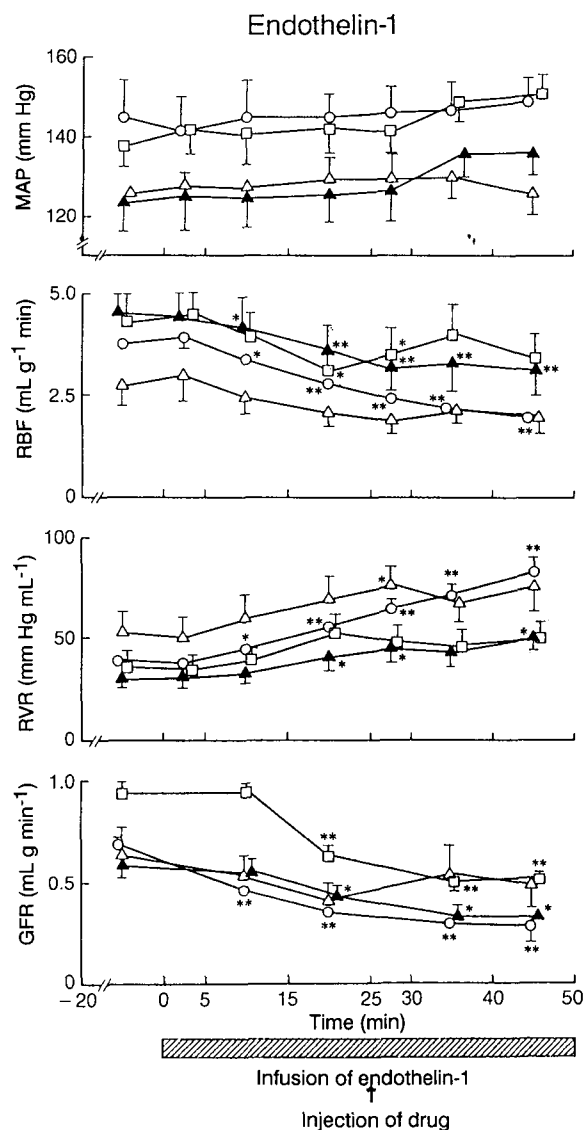 Endothelin-1
160
140
120
MAP (mm Hg)
5.0
2.5
0
RBF (mL g⁻¹ min)
* ** * ** ** **
* * ** ** ** **
100
50
0
RVR (mm Hg mL⁻¹)
* ** * ** ** **
* * *
1.0
0.5
0
GFR (mL g min⁻¹)
** ** **
** ** * ** * ** * **
−20 0 5 10 20 30 40 50
Time (min)
Infusion of endothelin-1
Injection of drug